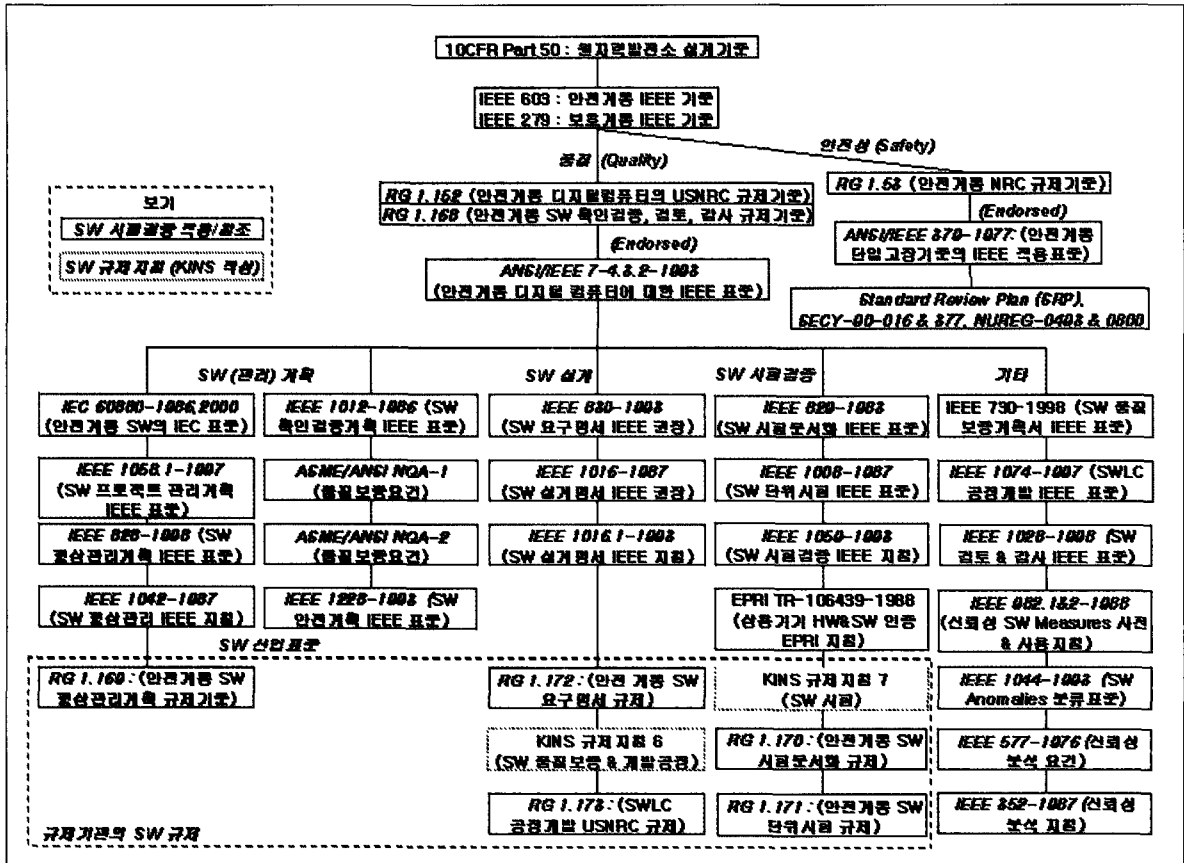 10CFR Part 50 : 원자력발전소 설계기준
IEEE 603 : 안전계통 IEEE 기준
IEEE 279 : 보호계통 IEEE 기준
품질 (Quality)
안전성 (Safety)
RG 1.152 (안전계통 디지털컴퓨터의 USNRC 규제기준)
RG 1.168 (안전계통 SW 확인검증, 검토, 감사 규제기준)
RG 1.53 (안전계통 NRC 규제기준)
(Endorsed)
(Endorsed)
ANSI/IEEE 379-1977: (안전계통
단일고장기준의 IEEE 적용표준)
ANSI/IEEE 7-4.3.2-1993
(안전계통 디지털 컴퓨터에 대한 IEEE 표준)
Standard Review Plan (SRP),
SECY-90-016 & 377, NUREG-0493 & 0800
보기
SW 시험검증 적용/참조
SW 규제 지침 (KINS 작성)
SW (관리) 계획
SW 설계
SW 시험검증
기타
IEC 60880-1986,2000
(안전계통 SW의 IEC 표준)
IEEE 1058.1-1997
(SW 프로젝트 관리계획
IEEE 표준)
IEEE 828-1998 (SW
형상관리계획 IEEE 표준)
IEEE 1042-1987
(SW 형상관리 IEEE 지침)
IEEE 1012-1986 (SW
확인검증계획 IEEE 표준)
ASME/ANSI NQA-1
(품질보증요건)
ASME/ANSI NQA-2
(품질보증요건)
IEEE 1228-1993 (SW
안전계획 IEEE 표준)
IEEE 830-1993
(SW 요구명세 IEEE 권장)
IEEE 1016-1987
(SW 설계명세 IEEE 권장)
IEEE 1016.1-1993
(SW 설계명세 IEEE 지침)
IEEE 829-1983
(SW 시험문서화 IEEE 표준)
IEEE 1008-1987
(SW 단위시험 IEEE 표준)
IEEE 1059-1993
(SW 시험검증 IEEE 지침)
EPRI TR-106439-1988
(상용기기 HW&SW 인증
EPRI 지침)
IEEE 730-1998 (SW 품질
보증계획서 IEEE 표준)
IEEE 1074-1997 (SWLC
공정개발 IEEE 표준)
IEEE 1028-1998 (SW
검토 & 감사 IEEE 표준)
IEEE 982.1&2-1988
(신뢰성 SW Measures 사전
& 사용지침)
IEEE 1044-1993 (SW
Anomalies 분류표준)
IEEE 577-1976 (신뢰성
분석 요건)
IEEE 352-1987 (신뢰성
분석 지침)
SW 산업표준
RG 1.169 : (안전계통 SW
형상관리계획 규제기준)
RG 1.172 : (안전 계통 SW
요구명세 규제)
KINS 규제지침 6
(SW 품질보증 & 개발공정)
RG 1.173 : (SWLC
공정개발 USNRC 규제)
KINS 규제지침 7
(SW 시험)
RG 1.170 : (안전계통 SW
시험문서화 규제)
RG 1.171 : (안전계통 SW
단위시험 규제)
규제기관의 SW 규제